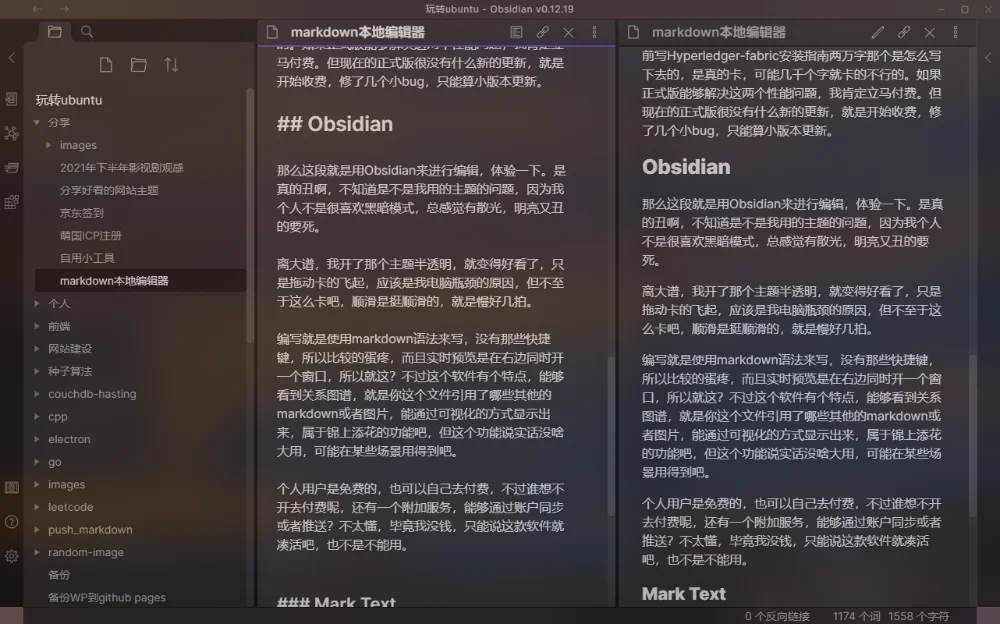 玩转ubuntu - Obsidian v0.12.19
玩转ubuntu
分享
images
2021年下半年影视剧观感
分享好看的网站主题
京东签到
萌国ICP注册
自用小工具
markdown本地编辑器
个人
前端
网站建设
种子算法
couchdb-hasting
cpp
electron
go
images
leetcode
push_markdown
random-image
备份
备份WP到github pages
markdown本地编辑器
立马付费。但现在的正式版很没有什么新的更新，就是
开始收费，修了几个小bug，只能算小版本更新。
## Obsidian
那么这段就是用Obsidian来进行编辑，体验一下。是
真的丑啊，不知道是不是我用的主题的问题，因为我
个人不是很喜欢黑暗模式，总感觉有散光，明亮又丑
的要死。
离大谱，我开了那个主题半透明，就变得好看了，只
是拖动卡的飞起，应该是我电脑瓶颈的原因，但不至
于这么卡吧，顺滑是挺顺滑的，就是慢好几拍。
编写就是使用markdown语法来写，没有那些快捷
键，所以比较的蛋疼，而且实时预览是在右边同时开
一个窗口，所以就这？不过这个软件有个特点，能够
看到关系图谱，就是你这个文件引用了哪些其他的
markdown或者图片，能通过可视化的方式显示出
来，属于锦上添花的功能吧，但这个功能说实话没啥
大用，可能在某些场景用得到吧。
个人用户是免费的，也可以自己去付费，不过谁想不
开去付费呢，还有一个附加服务，能够通过账户同步
或者推送？不太懂，毕竟我没钱，只能说这款软件就
凑活吧，也不是不能用。
### Mark Text
markdown本地编辑器
前写Hyperledger-fabric安装指南两万字那个是怎么写
下去的，是真的卡，可能几千个字就卡的不行的。如果
正式版能够解决这两个性能问题，我肯定立马付费。但
现在的正式版很没有什么新的更新，就是开始收费，修
了几个小bug，只能算小版本更新。
Obsidian
那么这段就是用Obsidian来进行编辑，体验一下。是真
的丑啊，不知道是不是我用的主题的问题，因为我个人
不是很喜欢黑暗模式，总感觉有散光，明亮又丑的要
死。
离大谱，我开了那个主题半透明，就变得好看了，只是
拖动卡的飞起，应该是我电脑瓶颈的原因，但不至于这
么卡吧，顺滑是挺顺滑的，就是慢好几拍。
编写就是使用markdown语法来写，没有那些快捷键，
所以比较的蛋疼，而且实时预览是在右边同时开一个窗
口，所以就这？不过这个软件有个特点，能够看到关系
图谱，就是你这个文件引用了哪些其他的markdown或
者图片，能通过可视化的方式显示出来，属于锦上添花
的功能吧，但这个功能说实话没啥大用，可能在某些场
景用得到吧。
个人用户是免费的，也可以自己去付费，不过谁想不开
去付费呢，还有一个附加服务，能够通过账户同步或者
推送？不太懂，毕竟我没钱，只能说这款软件就凑活
吧，也不是不能用。
Mark Text
0 个反向链接 1174 个词 1558 个字符